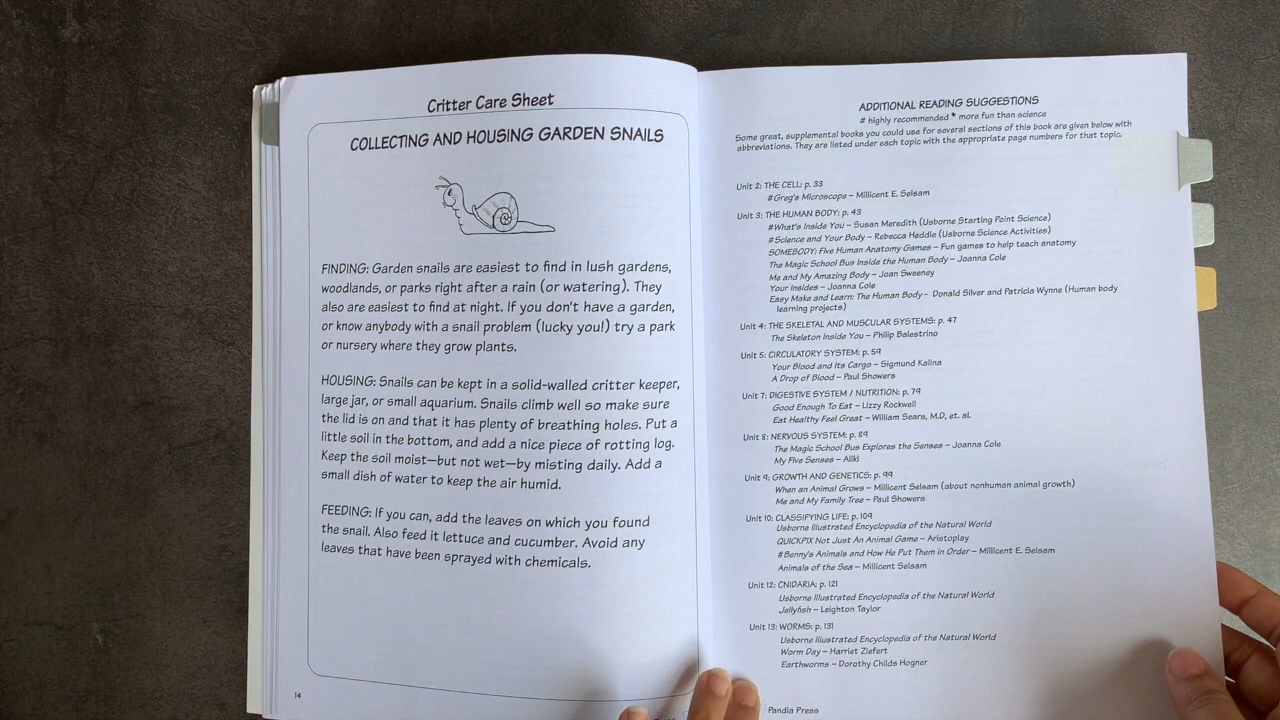 Critter Care Sheet
COLLECTING AND HOUSING GARDEN SNAILS
FINDING: Garden snails are easiest to find in lush gardens,
woodlands, or parks right after a rain (or watering). They
also are easiest to find at night. If you don't have a garden,
or know anybody with a snail problem (lucky you!) try a park
or nursery where they grow plants.
HOUSING: Snails can be kept in a solid-walled critter keeper,
large jar, or small aquarium. Snails climb well so make sure
the lid is on and that it has plenty of breathing holes. Put a
little soil in the bottom, and add a nice piece of rotting log.
Keep the soil moist—but not wet—by misting daily. Add a
small dish of water to keep the air humid.
FEEDING: If you can, add the leaves on which you found
the snail. Also feed it lettuce and cucumber. Avoid any
leaves that have been sprayed with chemicals.
14
ADDITIONAL READING SUGGESTIONS
# highly recommended * more fun than science
Some great, supplemental books you could use for several sections of this book are given below with
abbreviations. They are listed under each topic with the appropriate page numbers for that topic.
Unit 2: THE CELL: p. 33
#Greg's Microscope – Millicent E. Selsam
Unit 3: THE HUMAN BODY: p. 43
#What's Inside You – Susan Meredith (Usborne Starting Point Science)
#Science and Your Body – Rebecca Heddle (Usborne Science Activities)
SOMEBODY: Five Human Anatomy Games – Fun games to help teach anatomy
The Magic School Bus Inside the Human Body – Joanna Cole
Me and My Amazing Body – Joan Sweeney
Your Insides – Joanna Cole
Easy Make and Learn: The Human Body – Donald Silver and Patricia Wynne (Human body
learning projects)
Unit 4: THE SKELETAL AND MUSCULAR SYSTEMS: p. 47
The Skeleton Inside You – Philip Balestrino
Unit 5: CIRCULATORY SYSTEM: p. 59
Your Blood and Its Cargo – Sigmund Kalina
A Drop of Blood – Paul Showers
Unit 7: DIGESTIVE SYSTEM / NUTRITION: p. 79
Good Enough To Eat – Lizzy Rockwell
Eat Healthy Feel Great – William Sears, M.D, et. al.
Unit 8: NERVOUS SYSTEM: p. 89
The Magic School Bus Explores the Senses – Joanna Cole
My Five Senses – Aliki
Unit 9: GROWTH AND GENETICS: p. 99
When an Animal Grows – Millicent Selsam (about nonhuman animal growth)
Me and My Family Tree – Paul Showers
Unit 10: CLASSIFYING LIFE: p. 109
Usborne Illustrated Encyclopedia of the Natural World
QUICKPIX Not Just An Animal Game – Aristoplay
#Benny's Animals and How He Put Them in Order – Millicent E. Selsam
Animals of the Sea – Millicent Selsam
Unit 12: CNIDARIA: p. 121
Usborne Illustrated Encyclopedia of the Natural World
Jellyfish – Leighton Taylor
Unit 13: WORMS: p. 131
Usborne Illustrated Encyclopedia of the Natural World
Worm Day – Harriet Ziefert
Earthworms – Dorothy Childs Hogner
Pandia Press